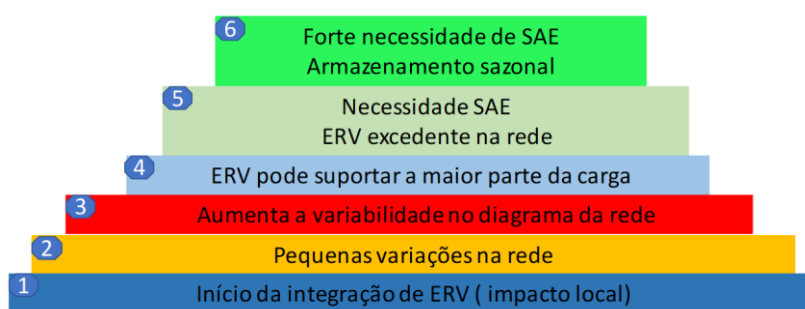 6
Forte necessidade de SAE
Armazenamento sazonal
5
Necessidade SAE
ERV excedente na rede
4
ERV pode suportar a maior parte da carga
3
Aumenta a variabilidade no diagrama da rede
2
Pequenas variações na rede
1
Início da integração de ERV ( impacto local)